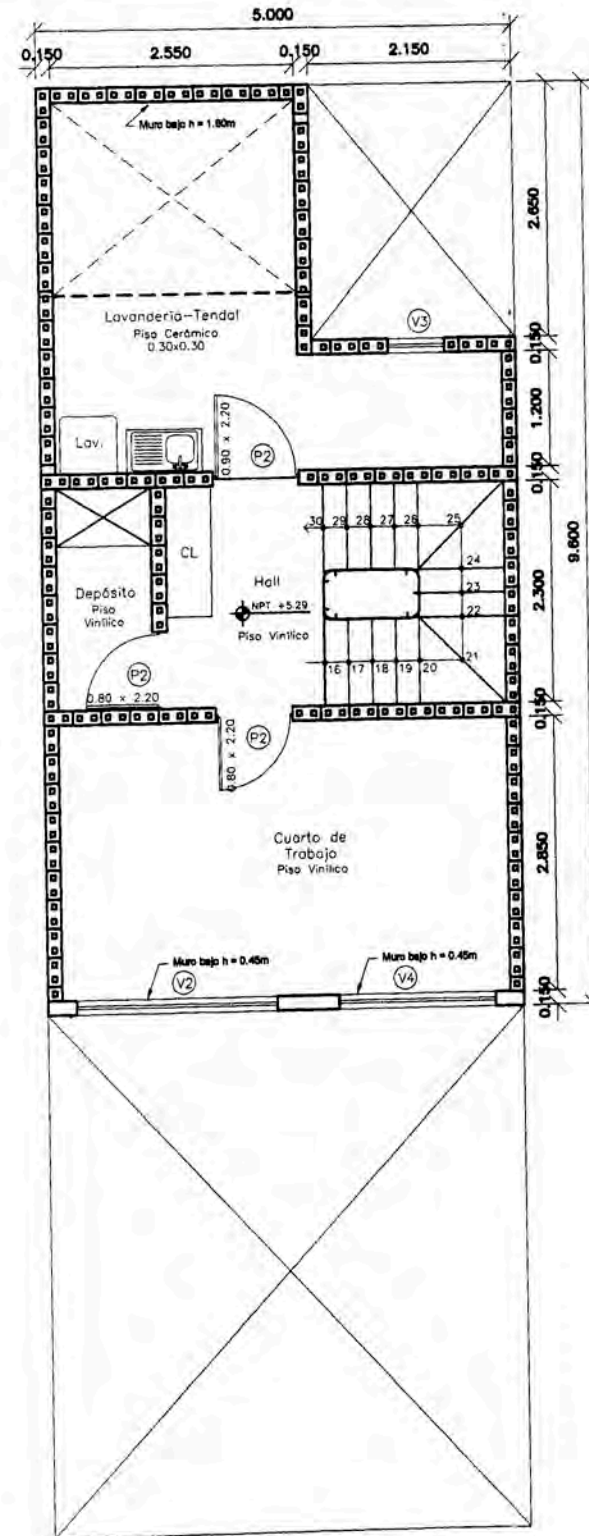 5.000
0.150 2.550 0.150 2.150
Muro bajo h = 1.80m
2.650
Lavandería-Tendal
Piso Cerámico
0.30x0.30
V3
0.150
1.200
Lav.
0.90 x 2.20
P2
0.150
30 29 28 27 26 25
CL
24
23
22
21
16 17 18 19 20
Hall
NPT +5.29
Piso Vinílico
Depósito
Piso
Vinílico
P2
0.80 x 2.20
2.300
9.600
0.150
P2
0.80 x 2.20
Cuarto de
Trabajo
Piso Vinílico
2.850
Muro bajo h = 0.45m
V2
Muro bajo h = 0.45m
V4
0.150